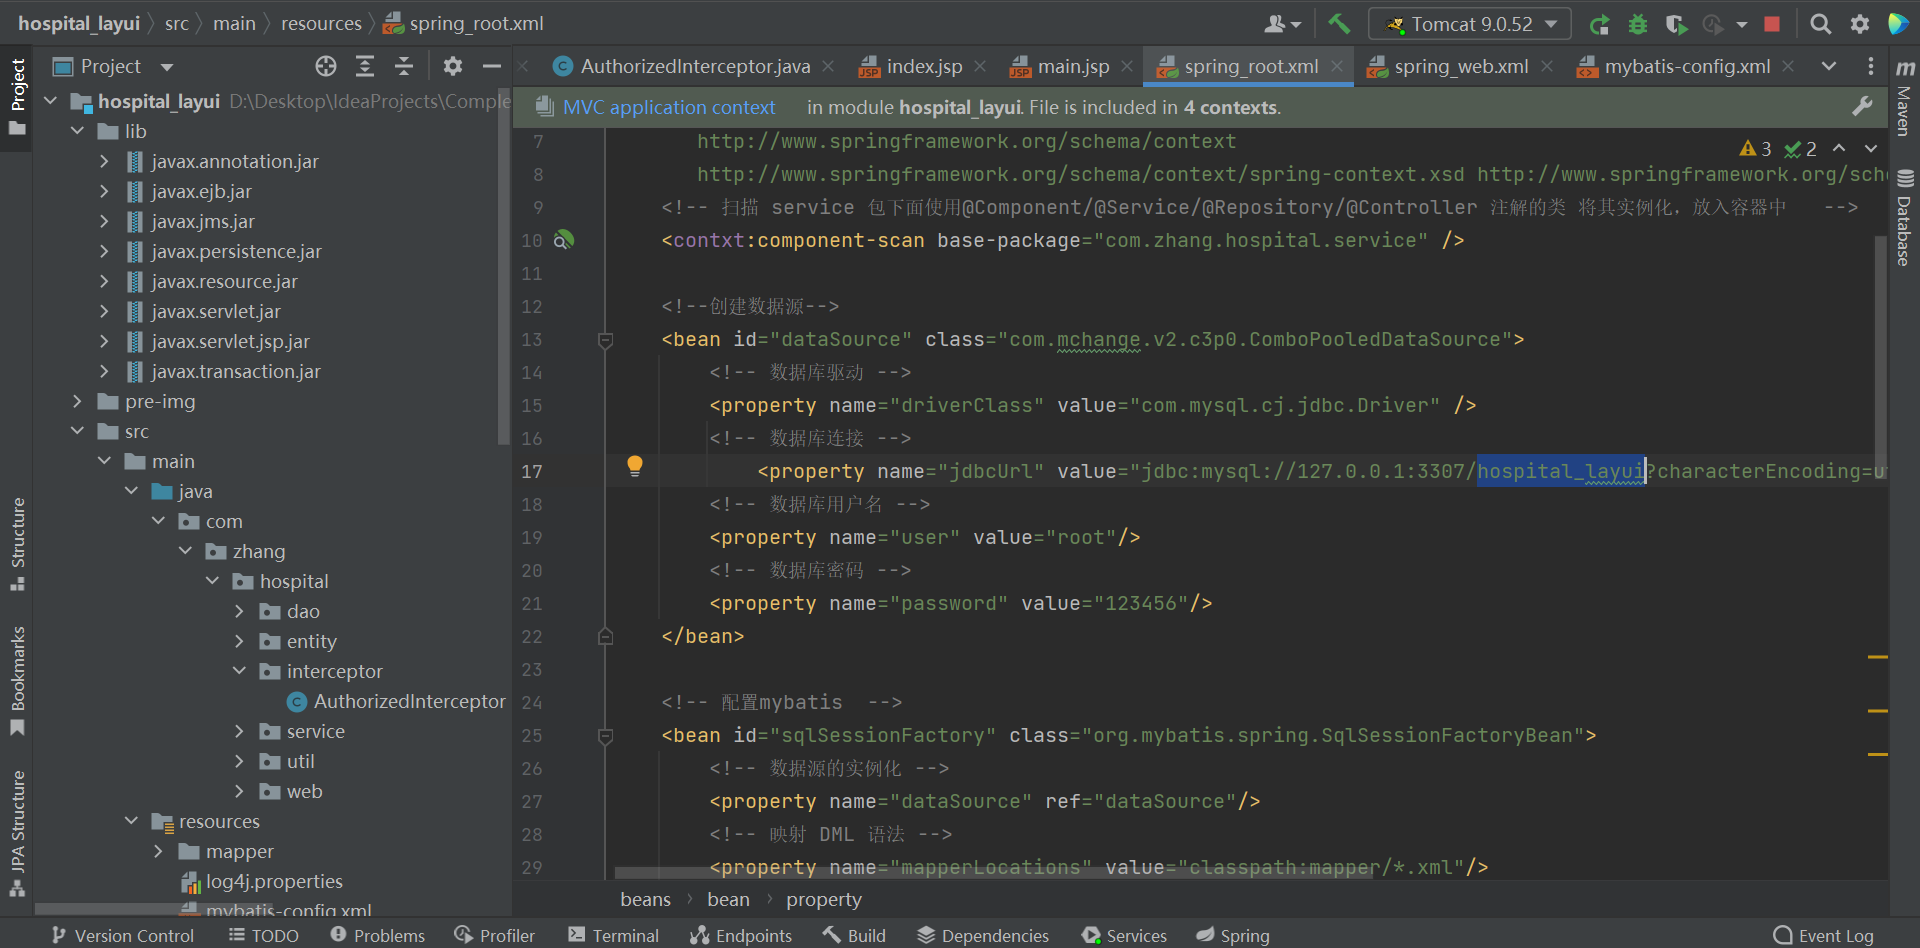 hospital_layui src main resources spring_root.xml Tomcat 9.0.52
Project
AuthorizedInterceptor.java index.jsp main.jsp spring_root.xml spring_web.xml mybatis-config.xml
MVC application context in module hospital_layui. File is included in 4 contexts.
Project
hospital_layui D:\Desktop\IdeaProjects\Comple
lib
javax.annotation.jar
javax.ejb.jar
javax.jms.jar
javax.persistence.jar
javax.resource.jar
javax.servlet.jar
javax.servlet.jsp.jar
javax.transaction.jar
pre-img
src
main
java
com
zhang
hospital
dao
entity
interceptor
AuthorizedInterceptor
service
util
web
resources
mapper
log4j.properties
mybatis-config.xml
Structure
Bookmarks
JPA Structure
3 2
7 http://www.springframework.org/schema/context
8 http://www.springframework.org/schema/context/spring-context.xsd http://www.springframework.org/sche
9 <!-- 扫描 service 包下面使用@Component/@Service/@Repository/@Controller 注解的类 将其实例化，放入容器中 -->
10 <contxt:component-scan base-package="com.zhang.hospital.service" />
11
12 <!--创建数据源-->
13 <bean id="dataSource" class="com.mchange.v2.c3p0.ComboPooledDataSource">
14 <!-- 数据库驱动 -->
15 <property name="driverClass" value="com.mysql.cj.jdbc.Driver" />
16 <!-- 数据库连接 -->
17 <property name="jdbcUrl" value="jdbc:mysql://127.0.0.1:3307/hospital_layui?characterEncoding=u
18 <!-- 数据库用户名 -->
19 <property name="user" value="root"/>
20 <!-- 数据库密码 -->
21 <property name="password" value="123456"/>
22 </bean>
23
24 <!-- 配置mybatis -->
25 <bean id="sqlSessionFactory" class="org.mybatis.spring.SqlSessionFactoryBean">
26 <!-- 数据源的实例化 -->
27 <property name="dataSource" ref="dataSource"/>
28 <!-- 映射 DML 语法 -->
29 <property name="mapperLocations" value="classpath:mapper/*.xml"/>
beans bean property
Maven
Database
Version Control TODO Problems Profiler Terminal Endpoints Build Dependencies Services Spring Event Log